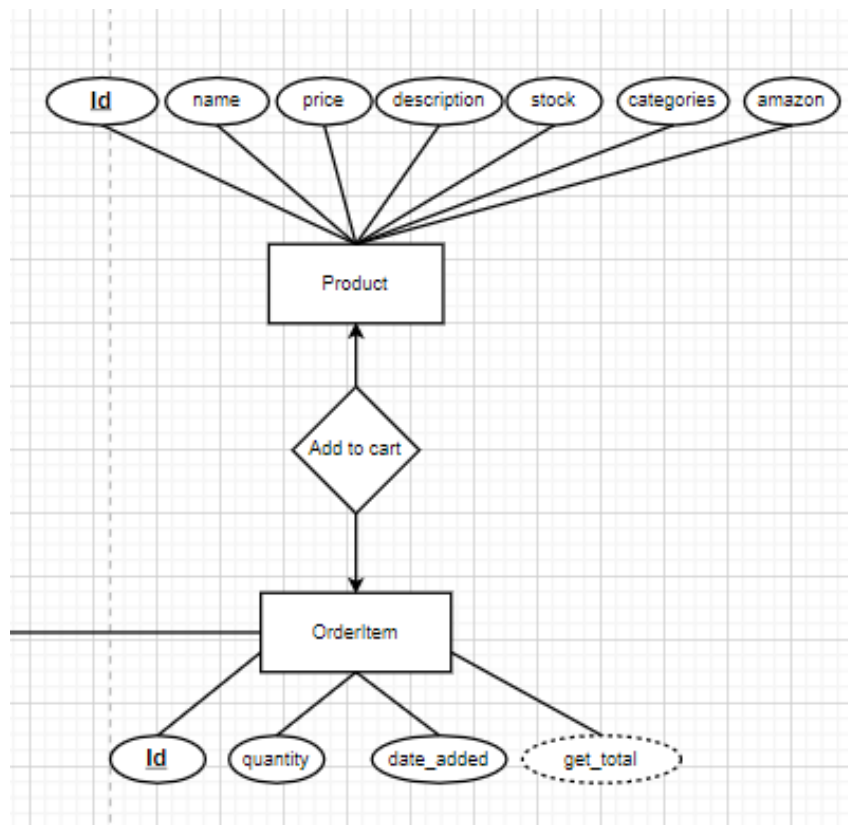 Id
name
price
description
stock
categories
amazon
Product
Add to cart
OrderItem
Id
quantity
date_added
get_total